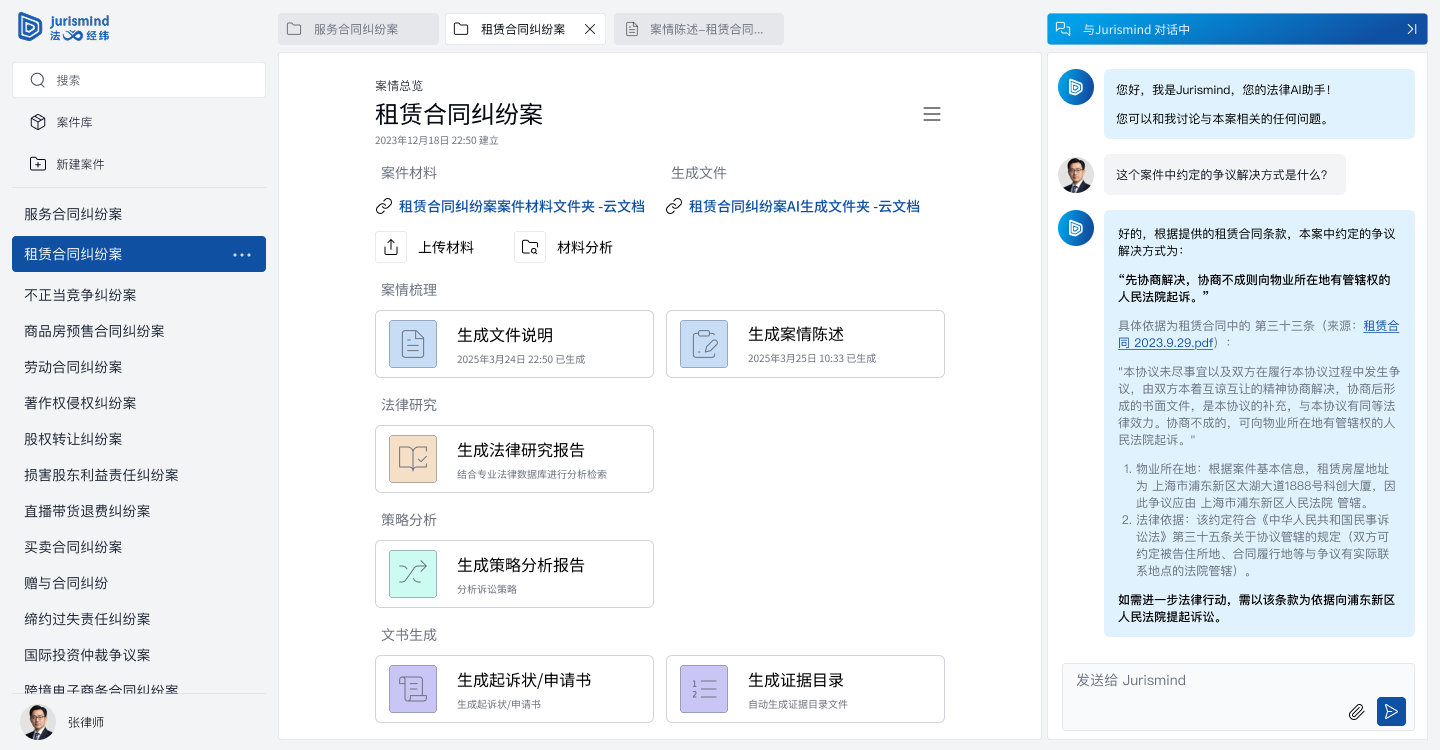 jurismind
法 经纬
搜索
案件库
新建案件
服务合同纠纷案
租赁合同纠纷案
不正当竞争纠纷案
商品房预售合同纠纷案
劳动合同纠纷案
著作权侵权纠纷案
股权转让纠纷案
损害股东利益责任纠纷案
直播带货退费纠纷案
买卖合同纠纷案
赠与合同纠纷
缔约过失责任纠纷案
国际投资仲裁争议案
跨境电子商务合同纠纷案
张律师
服务合同纠纷案
租赁合同纠纷案
案情陈述-租赁合同...
案情总览
租赁合同纠纷案
2023年12月18日 22:50 建立
案件材料
生成文件
租赁合同纠纷案案件材料文件夹 -云文档
租赁合同纠纷案AI生成文件夹 -云文档
上传材料
材料分析
案情梳理
生成文件说明
2025年3月24日 22:50 已生成
生成案情陈述
2025年3月25日 10:33 已生成
法律研究
生成法律研究报告
结合专业法律数据库进行分析检索
策略分析
生成策略分析报告
分析诉讼策略
文书生成
生成起诉状/申请书
生成起诉状/申请书
1
2
生成证据目录
自动生成证据目录文件
与Jurismind 对话中
您好，我是Jurismind，您的法律AI助手！
您可以和我讨论与本案相关的任何问题。
这个案件中约定的争议解决方式是什么？
好的，根据提供的租赁合同条款，本案中约定的争议
解决方式为：
“先协商解决，协商不成则向物业所在地有管辖权的
人民法院起诉。”
具体依据为租赁合同中的 第三十三条（来源：租赁合
同 2023.9.29.pdf）：
"本协议未尽事宜以及双方在履行本协议过程中发生争
议，由双方本着互谅互让的精神协商解决，协商后形
成的书面文件，是本协议的补充，与本协议有同等法
律效力。协商不成的，可向物业所在地有管辖权的人
民法院起诉。"
1. 物业所在地：根据案件基本信息，租赁房屋地址
为 上海市浦东新区太湖大道1888号科创大厦，因
此争议应由 上海市浦东新区人民法院 管辖。
2. 法律依据：该约定符合《中华人民共和国民事诉
讼法》第三十五条关于协议管辖的规定（双方可
约定被告住所地、合同履行地等与争议有实际联
系地点的法院管辖）。
如需进一步法律行动，需以该条款为依据向浦东新区
人民法院提起诉讼。
发送给 Jurismind